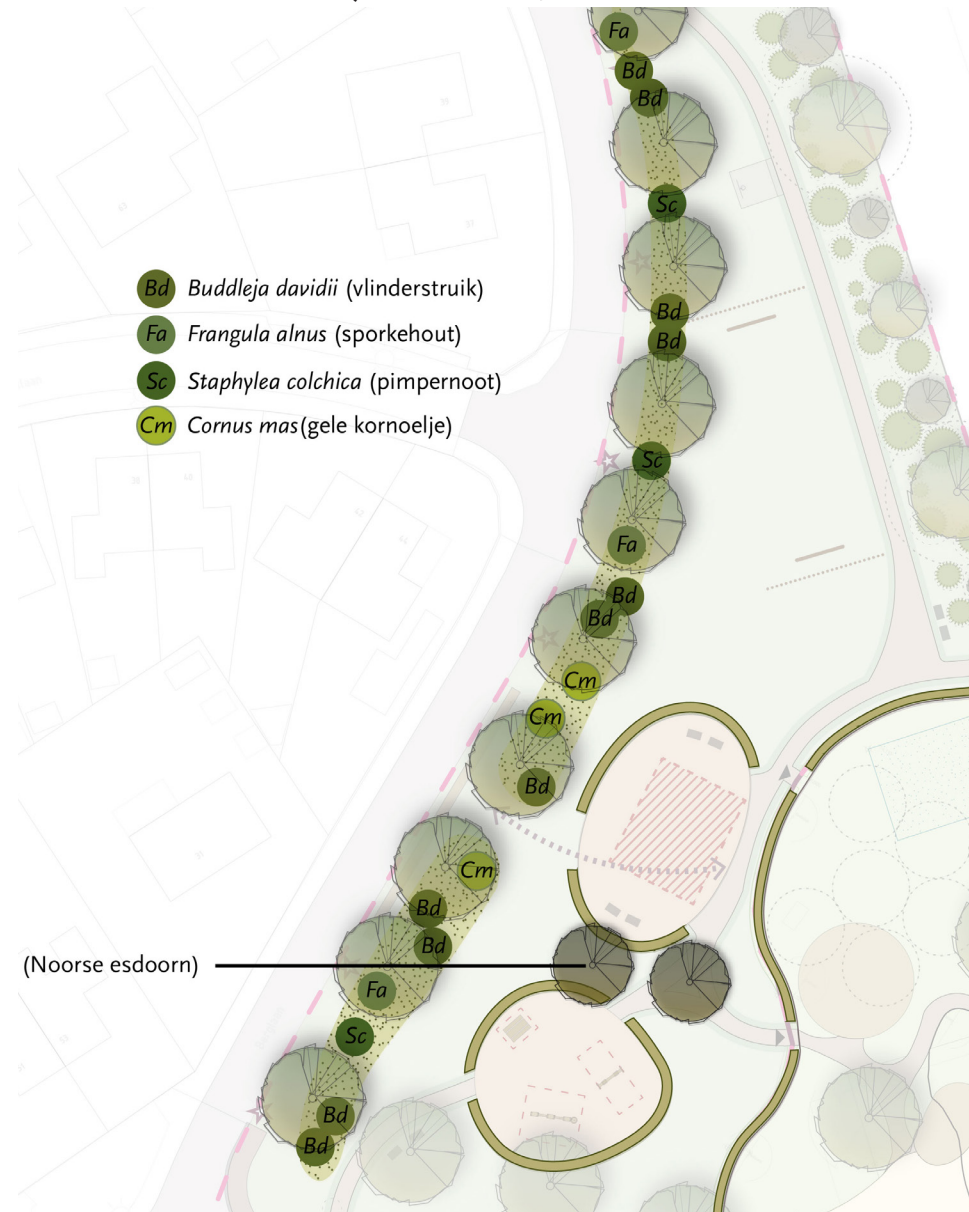 Fa
Bd
Bd
Sc
Bd Buddleja davidii (vlinderstruik)
Bd
Fa Frangula alnus (sporkehout)
Bd
Sc Staphylea colchica (pimpernoot)
Cm Cornus mas(gele kornoelje)
Sc
Fa
Bd
Bd
Cm
Cm
Bd
Cm
Bd
Bd
(Noorse esdoorn)
Fa
Sc
Bd
Bd